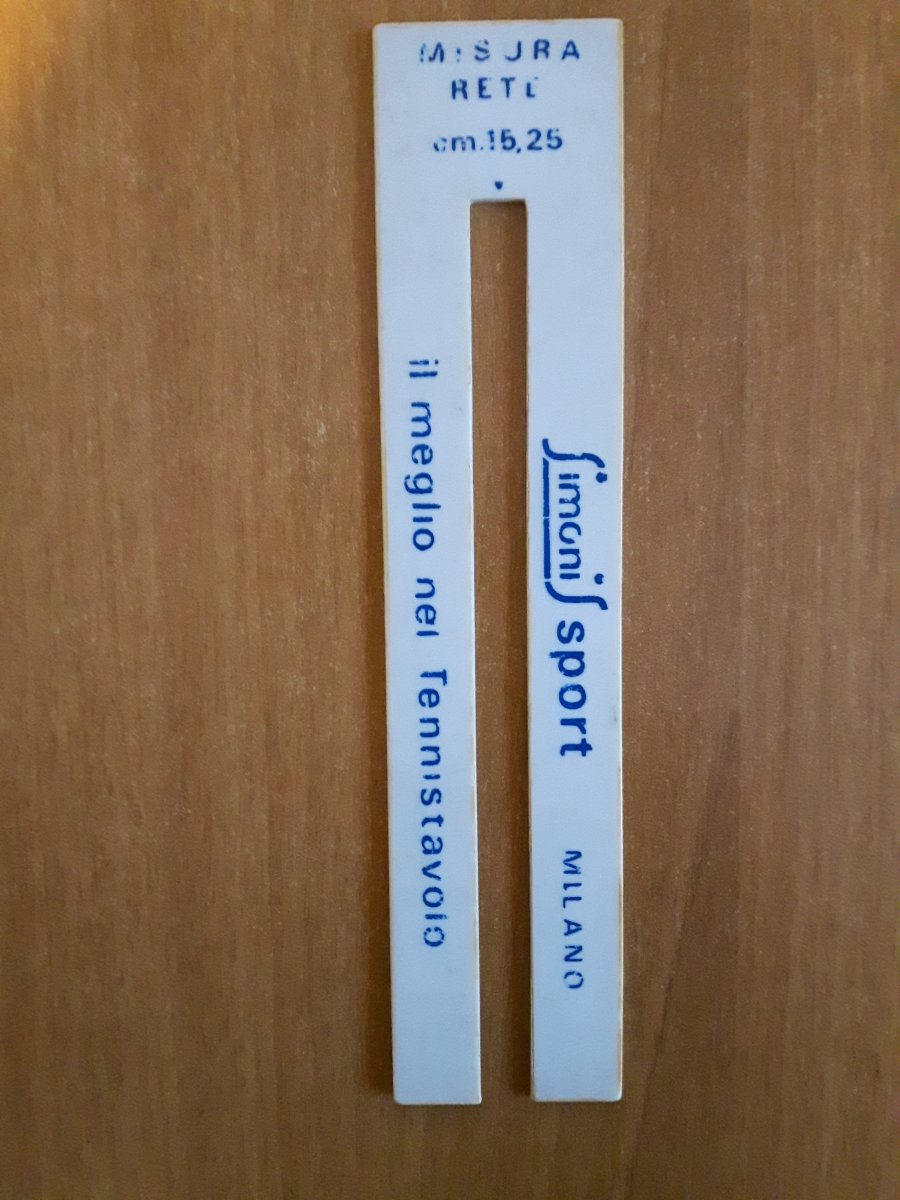 MISURA
RETE
cm.15,25
il meglio nel Tennistavolo
Simonis sport MILANO